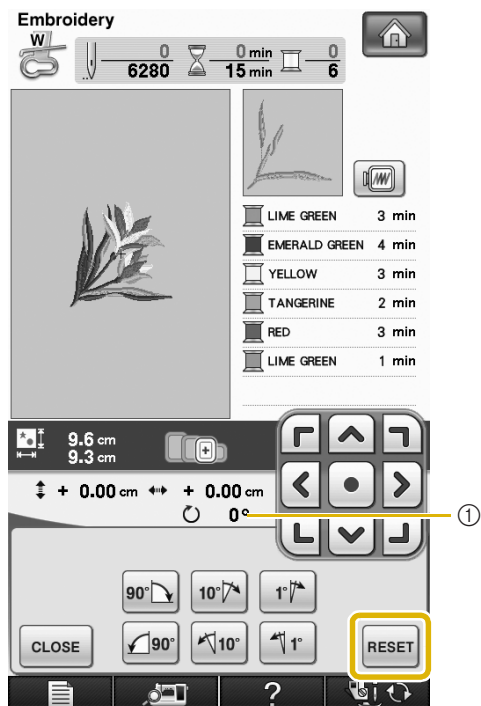 Embroidery
W
0 0 min 0
6280 15 min 6
LIME GREEN 3 min
EMERALD GREEN 4 min
YELLOW 3 min
TANGERINE 2 min
RED 3 min
LIME GREEN 1 min
9.6 cm
9.3 cm
+ 0.00 cm + 0.00 cm
0° ①
90° 10° 1°
CLOSE 90° 10° 1° RESET
?